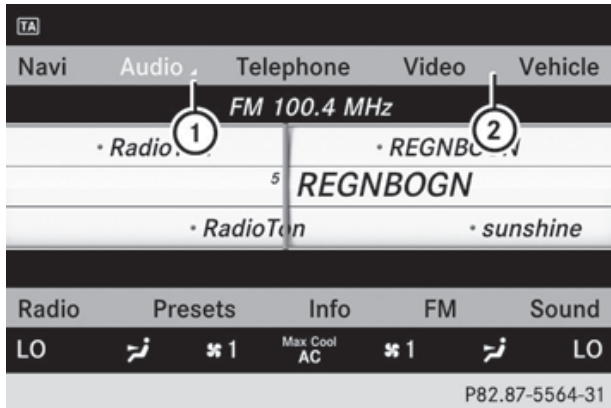 TA
Navi Audio Telephone Video Vehicle
FM 100.4 MHz
1 2
• Radio • REGNBO
5 REGNBOGN
• RadioTon • sunshine
Radio Presets Info FM Sound
LO 1 Max Cool AC 1 LO
P82.87-5564-31